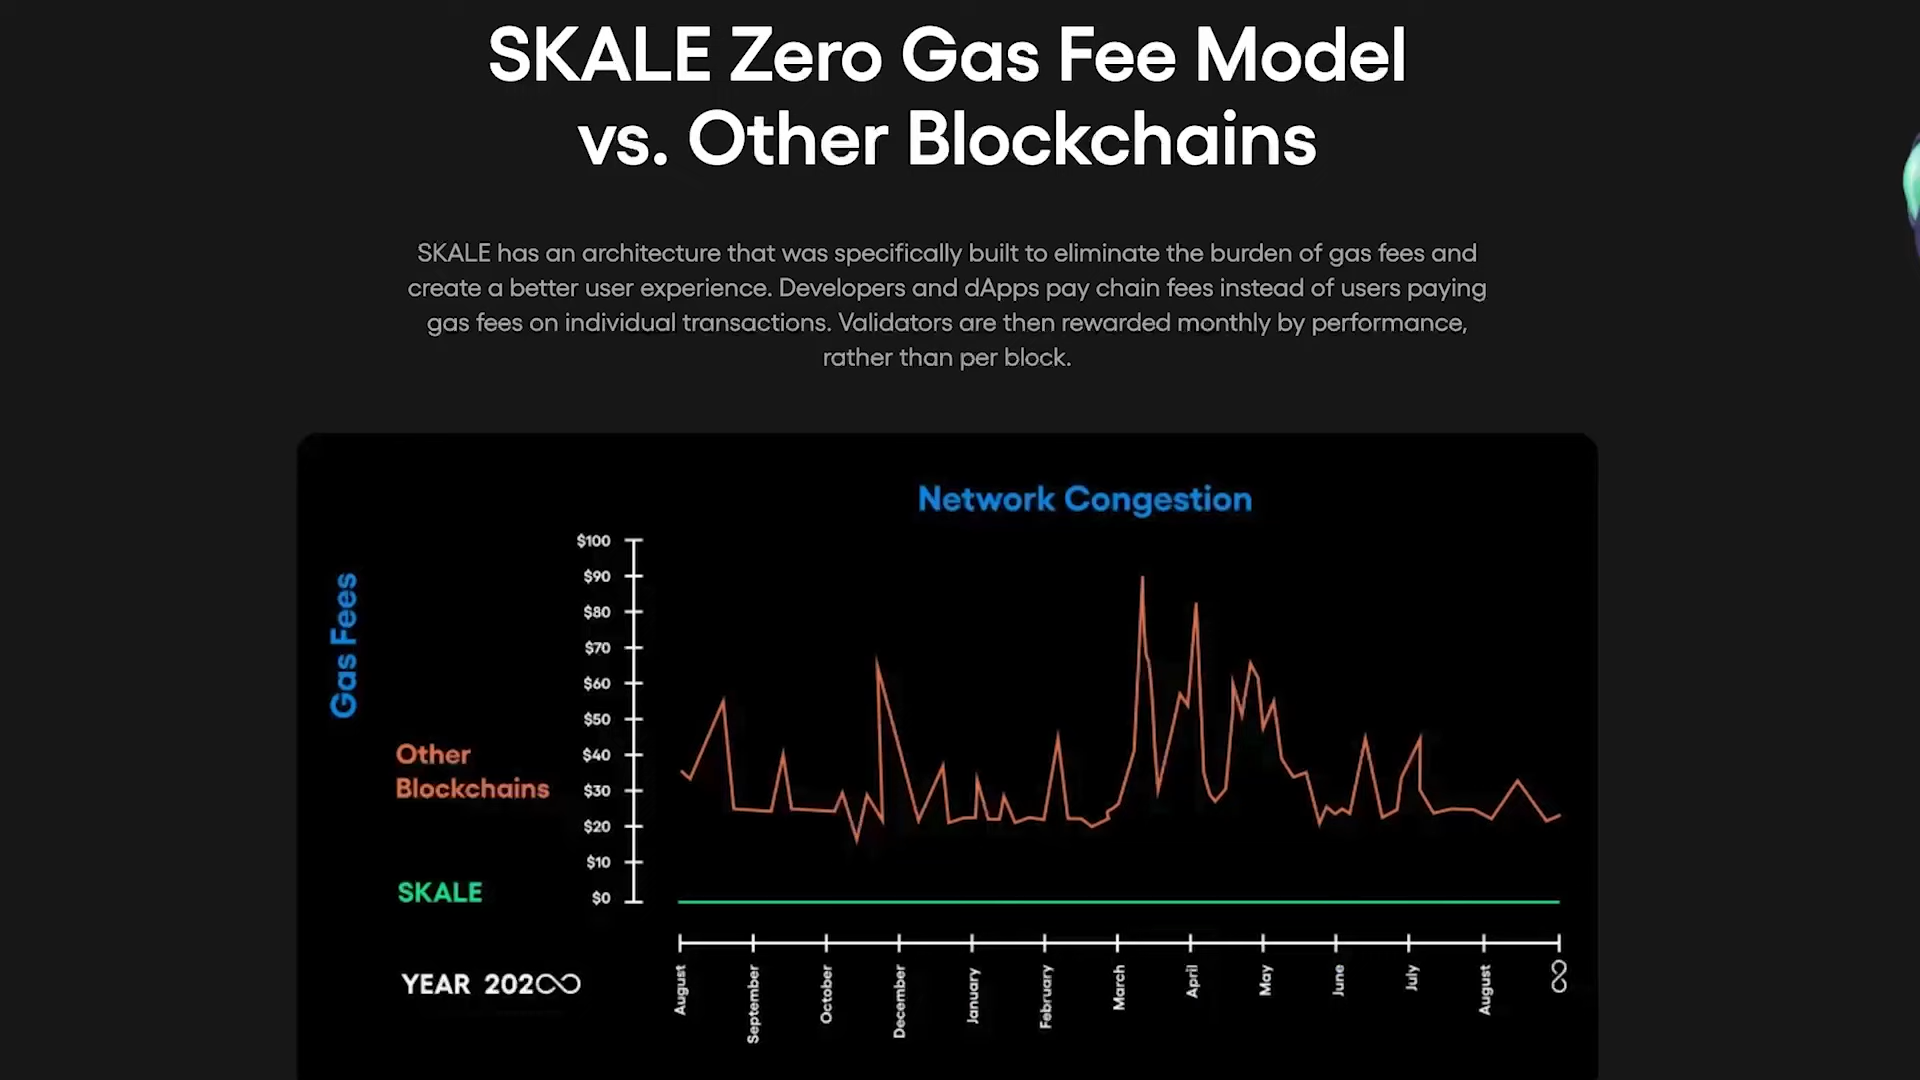 SKALE Zero Gas Fee Model
vs. Other Blockchains
SKALE has an architecture that was specifically built to eliminate the burden of gas fees and
create a better user experience. Developers and dApps pay chain fees instead of users paying
gas fees on individual transactions. Validators are then rewarded monthly by performance,
rather than per block.
Network Congestion
Gas Fees
$100
$90
$80
$70
$60
$50
$40
$30
$20
$10
$0
Other
Blockchains
SKALE
YEAR 202∞
August
September
October
December
January
February
March
April
May
June
July
August
∞